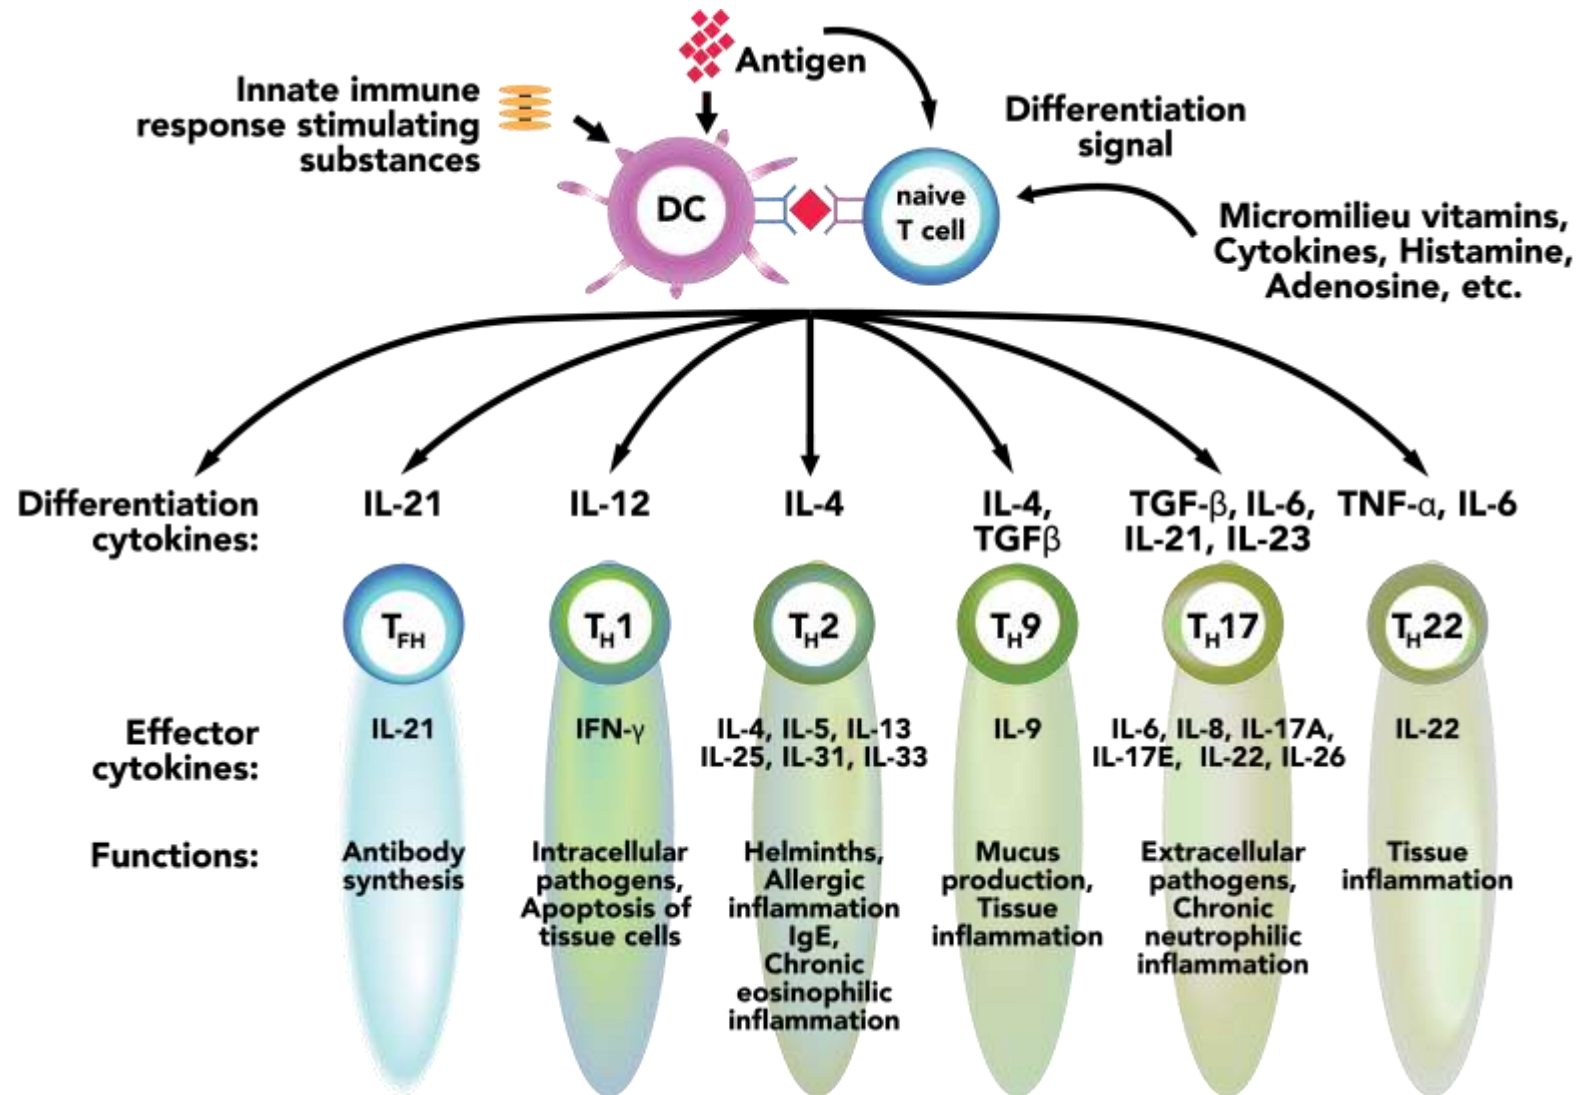 Antigen
Innate immune
response stimulating
substances
Differentiation
signal
DC
naive
T cell
Micromilieu vitamins,
Cytokines, Histamine,
Adenosine, etc.
Differentiation
cytokines:
IL-21
IL-12
IL-4
IL-4,
TGFβ
TGF-β, IL-6,
IL-21, IL-23
TNF-α, IL-6
TFH
TH1
TH2
TH9
TH17
TH22
Effector
cytokines:
IL-21
IFN-γ
IL-4, IL-5, IL-13
IL-25, IL-31, IL-33
IL-9
IL-6, IL-8, IL-17A,
IL-17E, IL-22, IL-26
IL-22
Functions:
Antibody
synthesis
Intracellular
pathogens,
Apoptosis of
tissue cells
Helminths,
Allergic
inflammation
IgE,
Chronic
eosinophilic
inflammation
Mucus
production,
Tissue
inflammation
Extracellular
pathogens,
Chronic
neutrophilic
inflammation
Tissue
inflammation